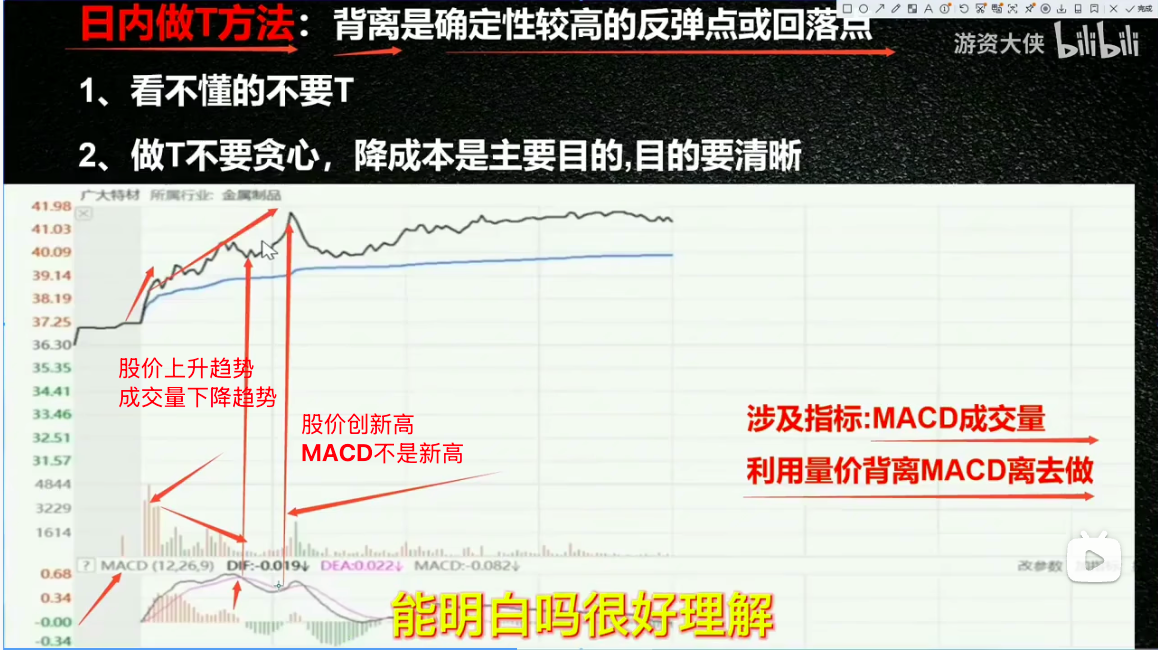 日内做T方法：背离是确定性较高的反弹点或回落点
完成
游资大侠 bilibili
1、看不懂的不要T
2、做T不要贪心，降成本是主要目的,目的要清晰
广大特材 所属行业: 金属制品
41.98
41.03
40.09
39.14
38.19
37.25
36.30
35.35
34.41
33.46
32.51
31.57
4844
3229
1614
股价上升趋势
成交量下降趋势
股价创新高
MACD不是新高
涉及指标:MACD成交量
利用量价背离MACD离去做
? MACD (12,26,9) DIF:-0.019↓ DEA:0.022↓ MACD:-0.082↓
改参数
0.68
0.34
-0.00
-0.34
能明白吗很好理解